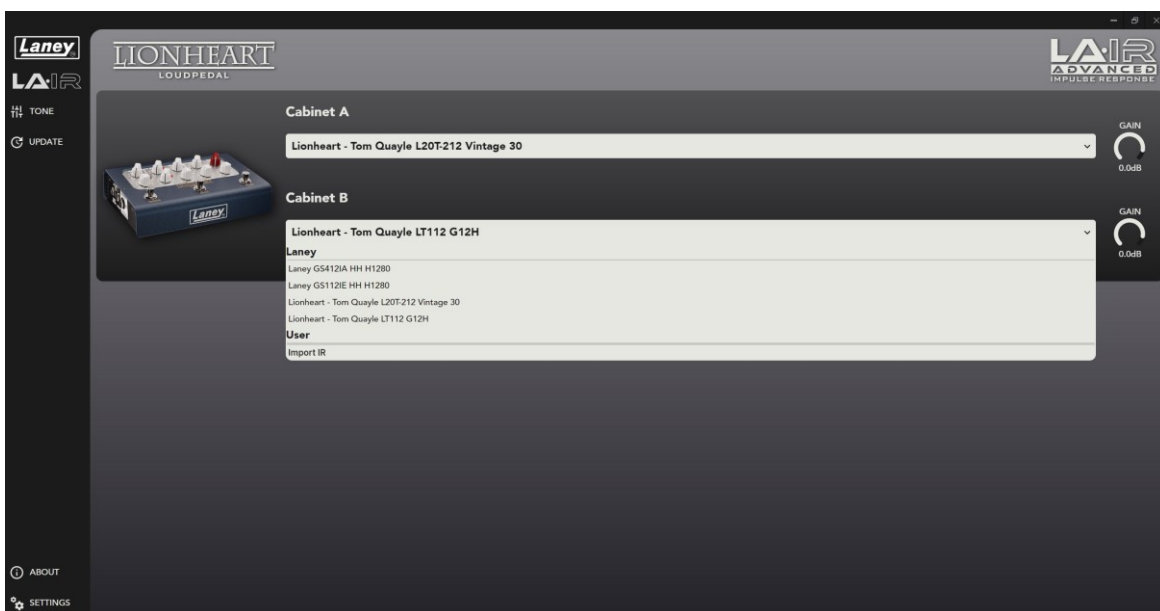 Laney
LA·IR
TONE
UPDATE
ABOUT
SETTINGS
LIONHEART
LOUDPEDAL
LA·IR
ADVANCED
IMPULSE RESPONSE
Laney
Cabinet A
Lionheart - Tom Quayle L20T-212 Vintage 30
GAIN
0.0dB
Cabinet B
Lionheart - Tom Quayle LT112 G12H
GAIN
0.0dB
Laney
Laney GS412IA HH H1280
Laney GS112IE HH H1280
Lionheart - Tom Quayle L20T-212 Vintage 30
Lionheart - Tom Quayle LT112 G12H
User
Import IR